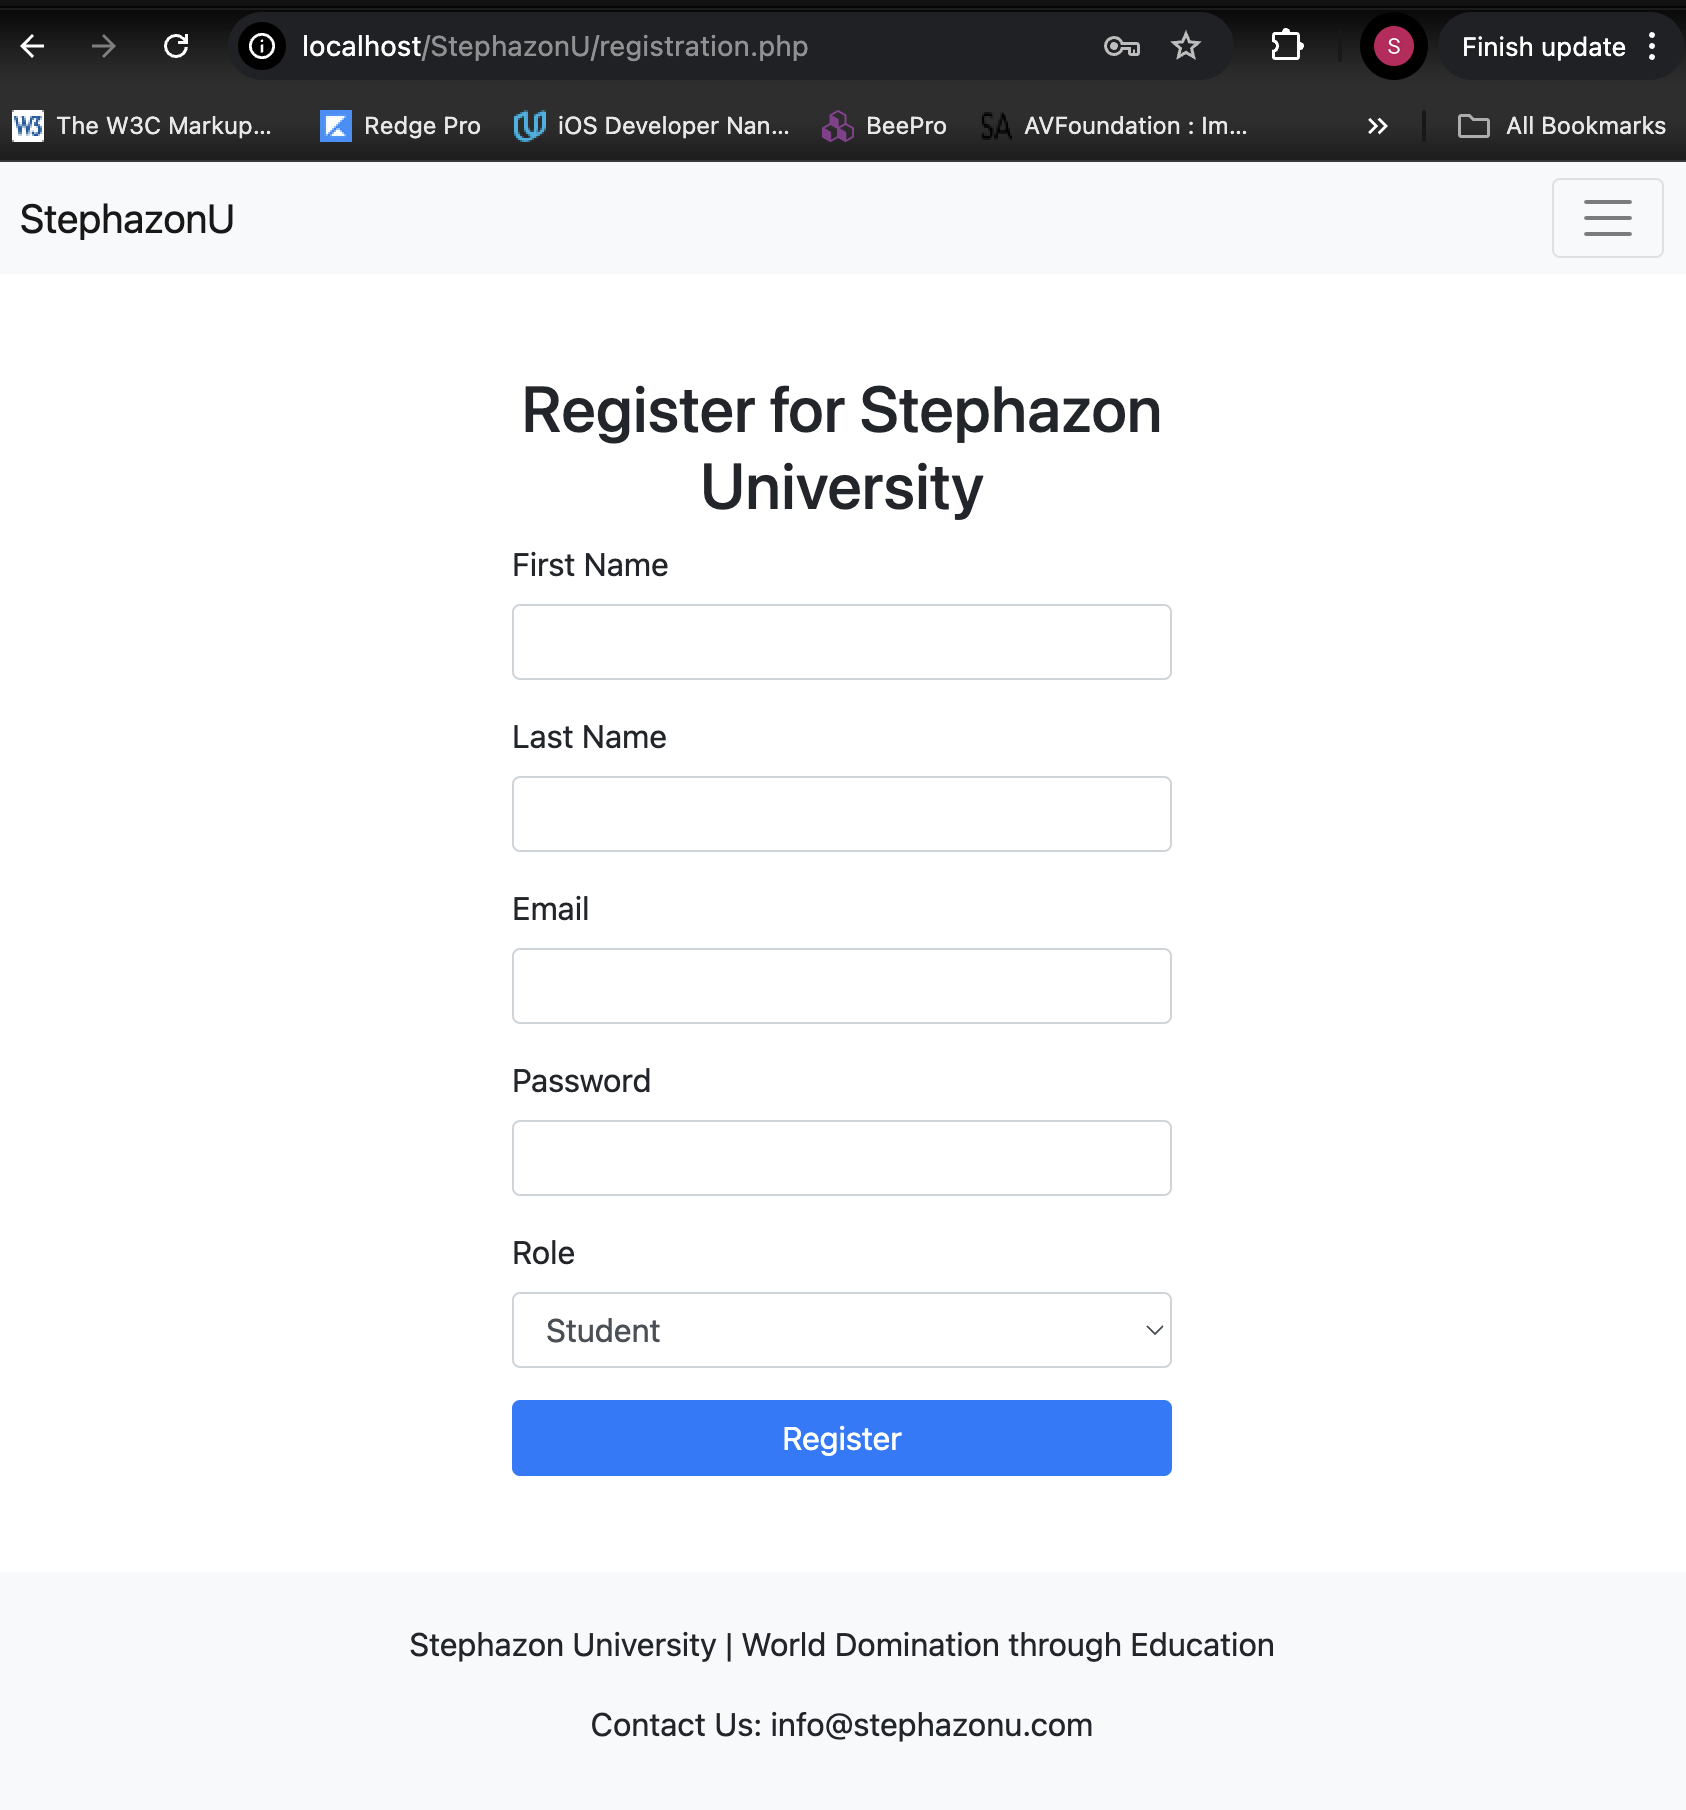 localhost/StephazonU/registration.php
S
Finish update
W3 The W3C Markup... Redge Pro iOS Developer Nan... BeePro SA AVFoundation : Im... All Bookmarks
StephazonU
Register for Stephazon
University
First Name
Last Name
Email
Password
Role
Student
Register
Stephazon University | World Domination through Education
Contact Us: info@stephazonu.com